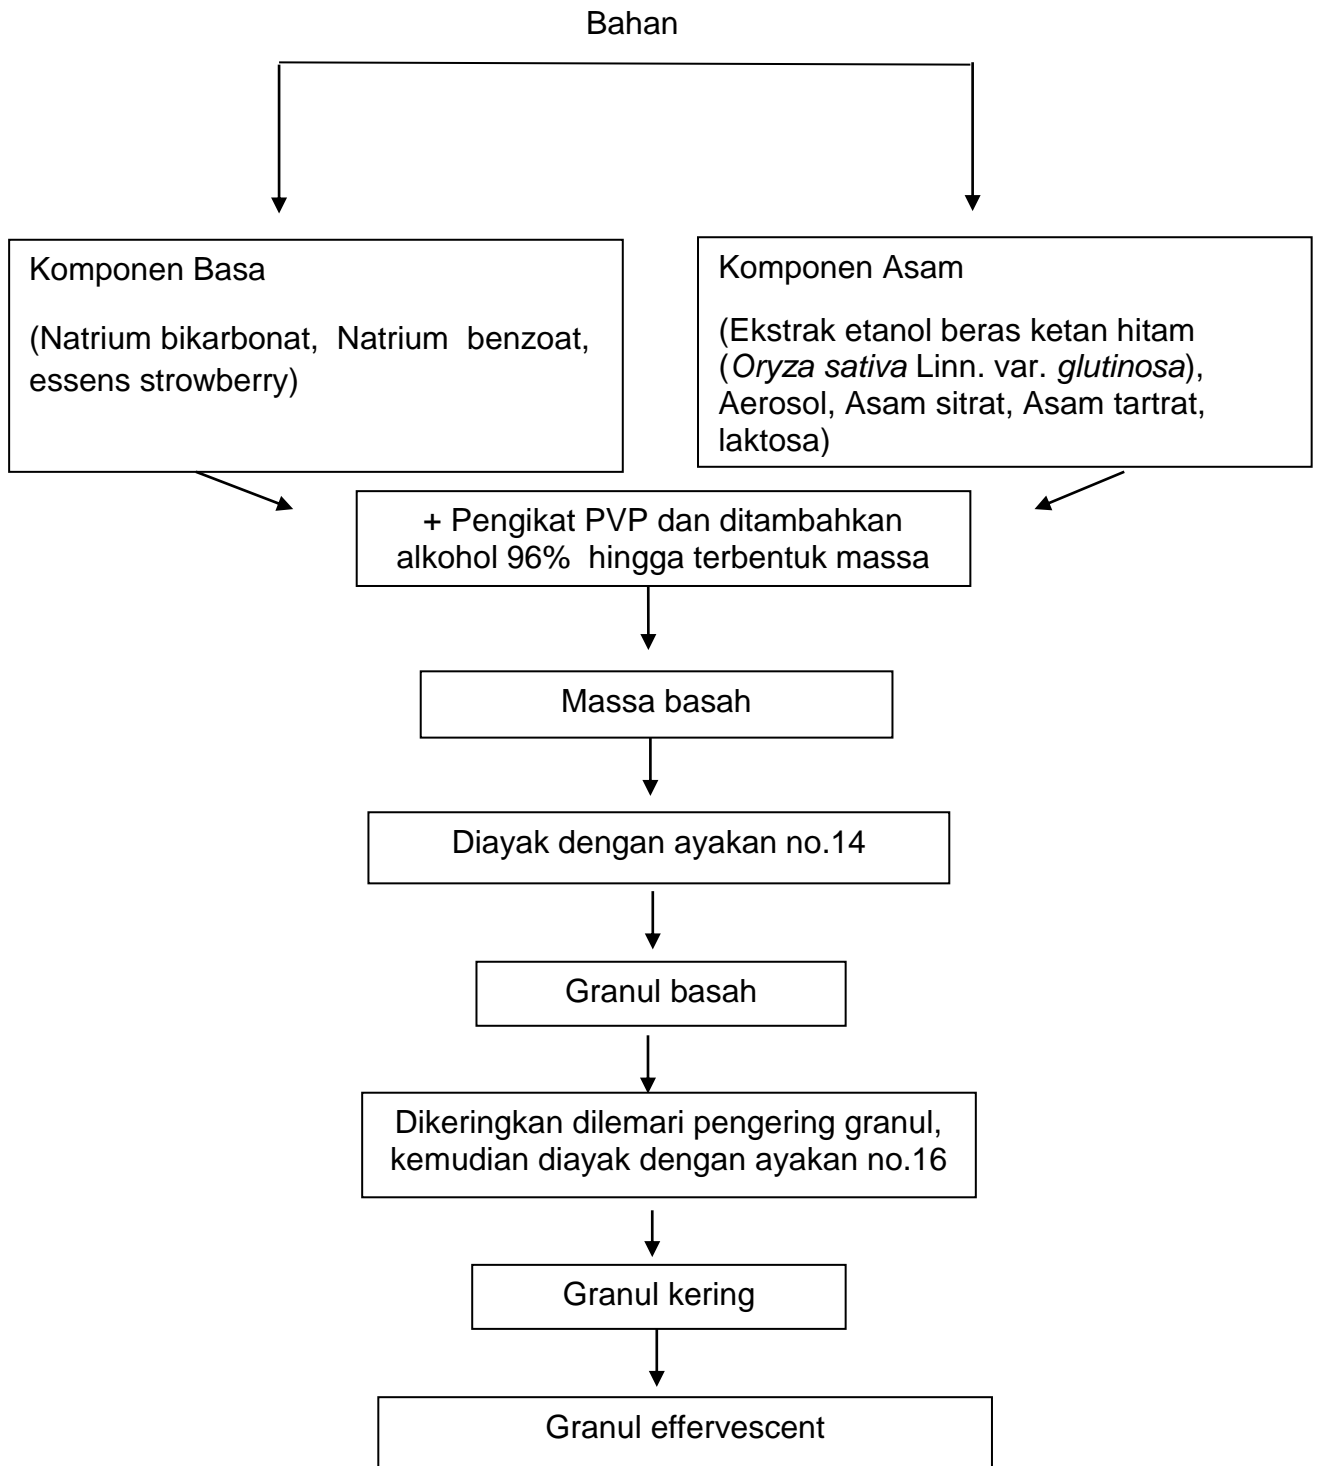 Bahan
Komponen Basa
(Natrium bikarbonat, Natrium benzoat,
essens strowberry)
Komponen Asam
(Ekstrak etanol beras ketan hitam
(Oryza sativa Linn. var. glutinosa),
Aerosol, Asam sitrat, Asam tartrat,
laktosa)
+ Pengikat PVP dan ditambahkan
alkohol 96% hingga terbentuk massa
Massa basah
Diayak dengan ayakan no.14
Granul basah
Dikeringkan dilemari pengering granul,
kemudian diayak dengan ayakan no.16
Granul kering
Granul effervescent